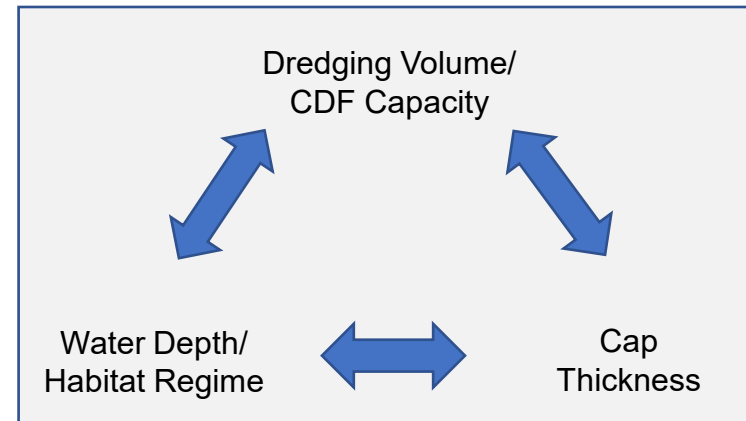 Dredging Volume/
CDF Capacity
Water Depth/
Habitat Regime
Cap
Thickness